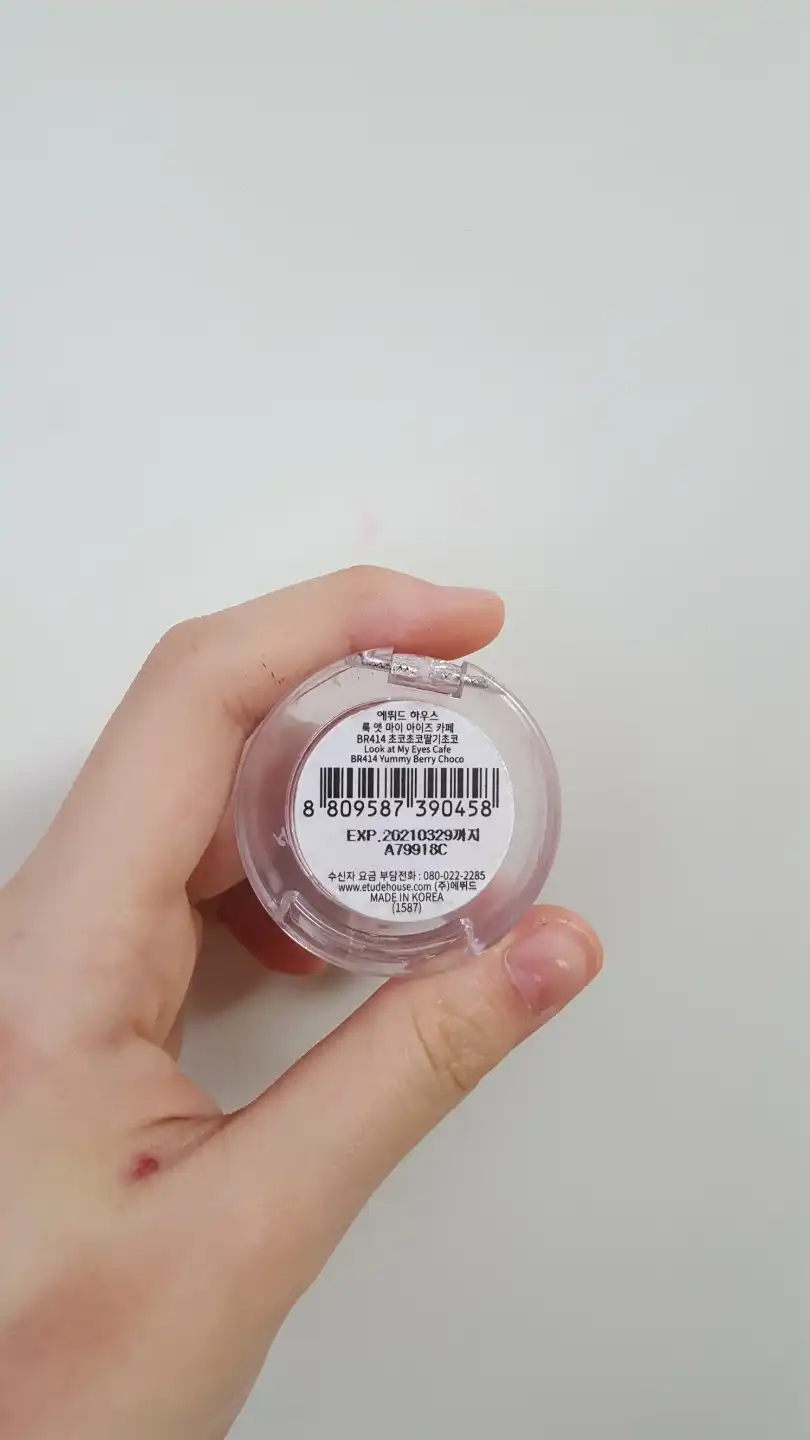 에뛰드 하우스
룩 앳 마이 아이즈 카페
BR414 초코초코딸기초코
Look at My Eyes Cafe
BR414 Yummy Berry Choco
8 809587 390458
EXP.20210329까지
A79918C
수신자 요금 부담전화 : 080-022-2285
www.etudehouse.com (주)에뛰드
MADE IN KOREA
(1587)